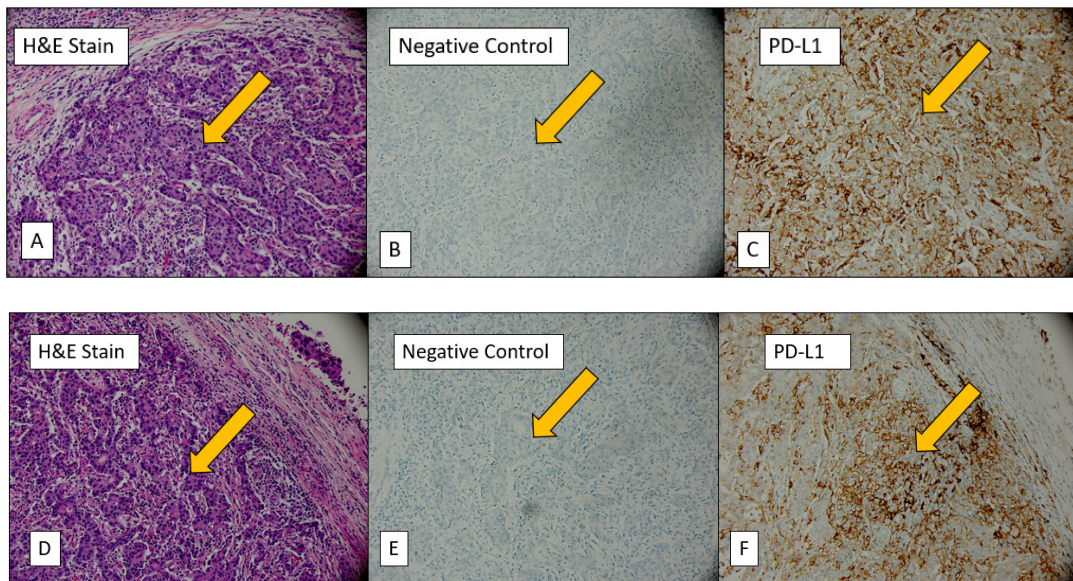 H&E Stain
Negative Control
PD-L1
A
B
C
H&E Stain
Negative Control
PD-L1
D
E
F